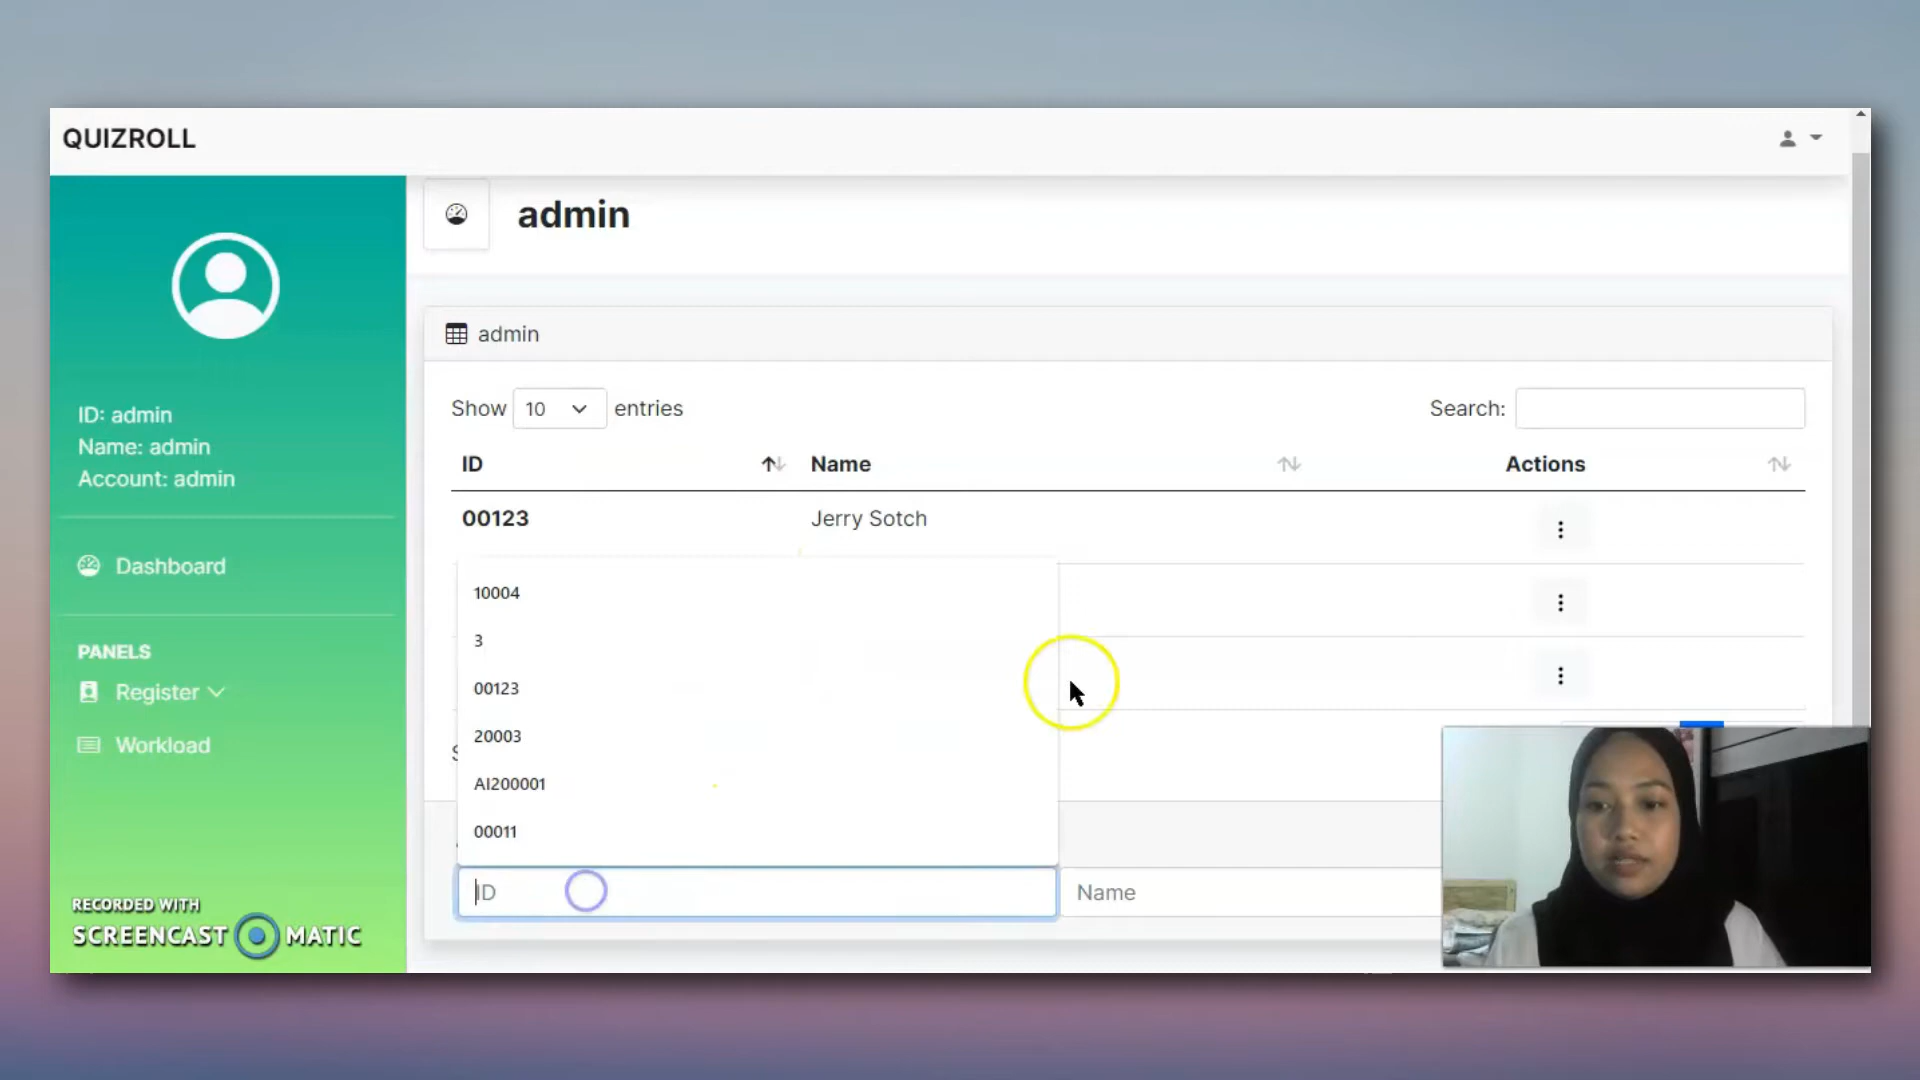 QUIZROLL
admin
ID: admin
Name: admin
Account: admin
Dashboard
PANELS
Register
Workload
RECORDED WITH
SCREENCAST MATIC
admin
Show 10 entries
Search:
ID Name Actions
00123 Jerry Sotch
10004
3
00123
20003
AI200001
00011
ID Name